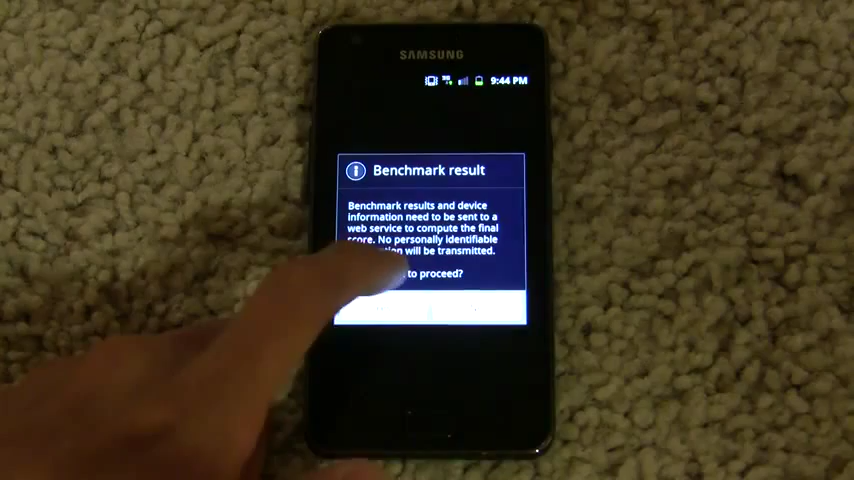 SAMSUNG
9:44 PM
Benchmark result
Benchmark results and device
information need to be sent to a
web service to compute the final
score. No personally identifiable
will be transmitted.
to proceed?